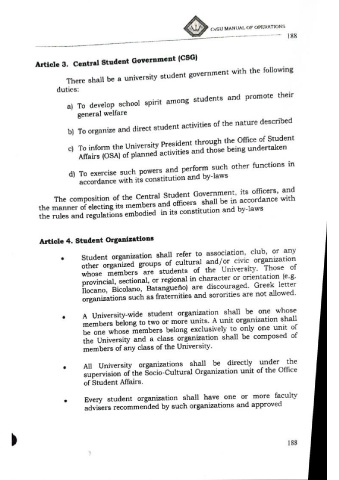 CvSU MANUAL OF OPERATIONS
188
Article 3. Central Student Government (CSG)
There shall be a university student government with the following
duties:
a) To develop school spirit among students and promote their
general welfare
b) To organize and direct student activities of the nature described
c) To inform the University President through the Office of Student
Affairs (OSA) of planned activities and those being undertaken
d) To exercise such powers and perform such other functions in
accordance with its constitution and by-laws
The composition of the Central Student Government, its officers, and
the manner of electing its members and officers shall be in accordance with
the rules and regulations embodied in its constitution and by-laws
Article 4. Student Organizations
• Student organization shall refer to association, club, or any
other organized groups of cultural and/or civic organization
whose members are students of the University. Those of
provincial, sectional, or regional in character or orientation (e.g.
Ilocano, Bicolano, Batangueño) are discouraged. Greek letter
organizations such as fraternities and sororities are not allowed.
• A University-wide student organization shall be one whose
members belong to two or more units. A unit organization shall
be one whose members belong exclusively to only one unit of
the University and a class organization shall be composed of
members of any class of the University.
• All University organizations shall be directly under the
supervision of the Socio-Cultural Organization unit of the Office
of Student Affairs.
• Every student organization shall have one or more faculty
advisers recommended by such organizations and approved
188